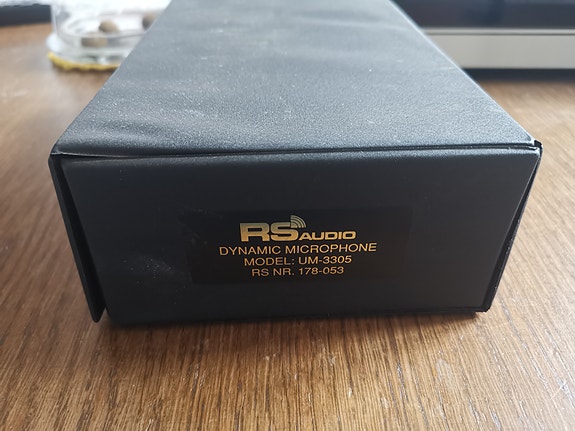 RS AUDIO
DYNAMIC MICROPHONE
MODEL: UM-3305
RS NR. 178-053